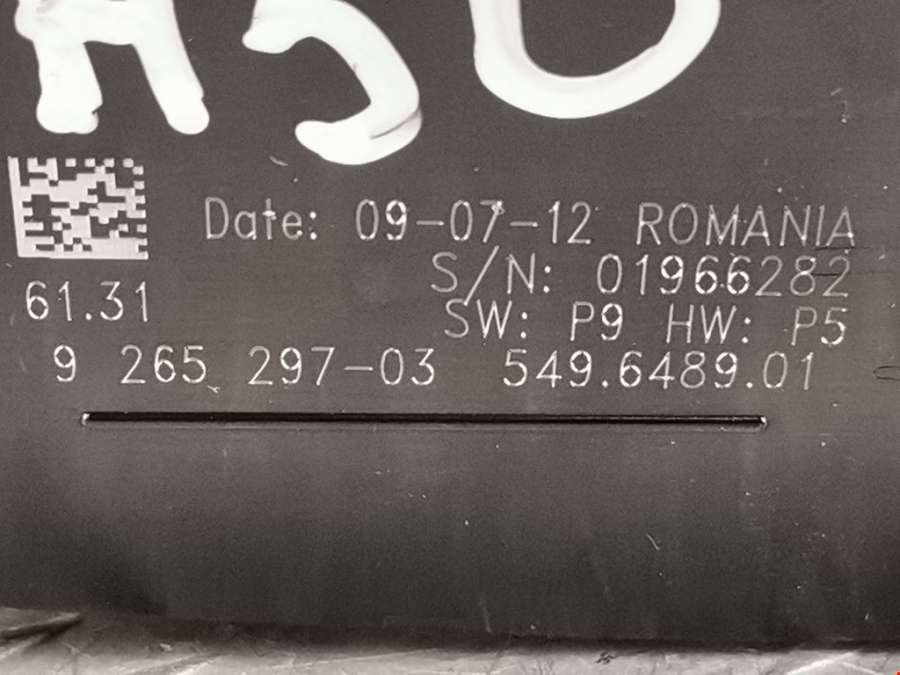 Date: 09-07-12 ROMANIA
S/N: 01966282
61.31
SW: P9 HW: P5
9 265 297-03 549.6489.01